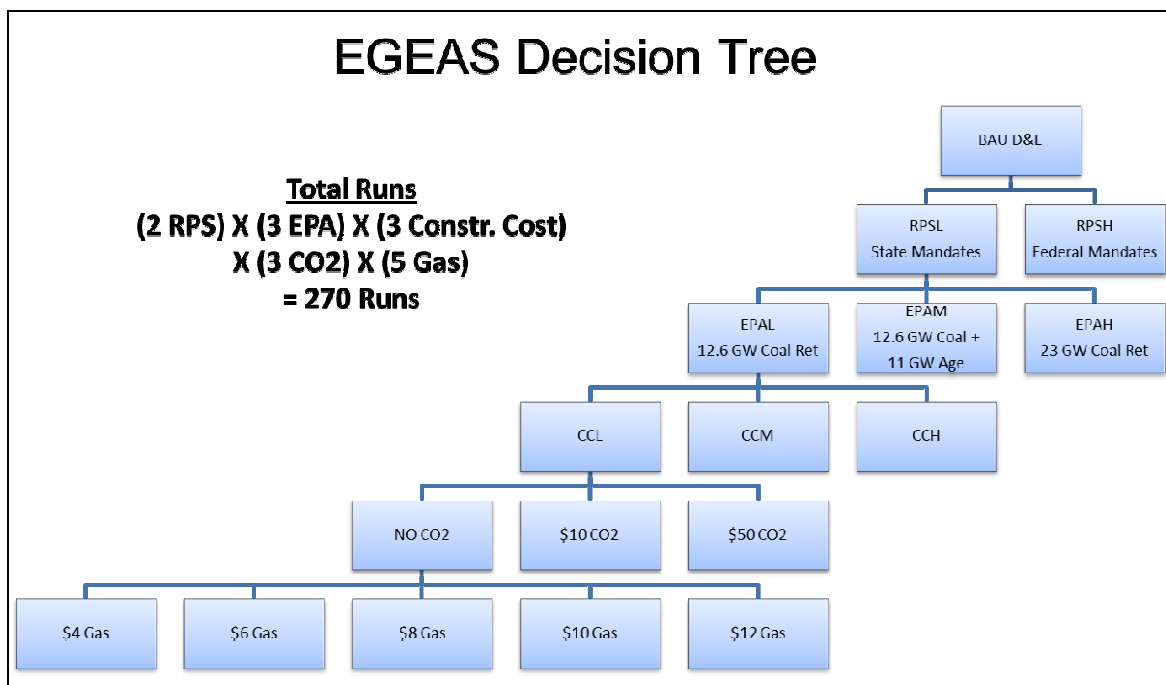 EGEAS Decision Tree
Total Runs
(2 RPS) X (3 EPA) X (3 Constr. Cost)
X (3 CO2) X (5 Gas)
= 270 Runs
BAU D&L
RPSL
State Mandates
RPSH
Federal Mandates
EPAL
12.6 GW Coal Ret
EPAM
12.6 GW Coal +
11 GW Age
EPAH
23 GW Coal Ret
CCL
CCM
CCH
NO CO2
$10 CO2
$50 CO2
$4 Gas
$6 Gas
$8 Gas
$10 Gas
$12 Gas